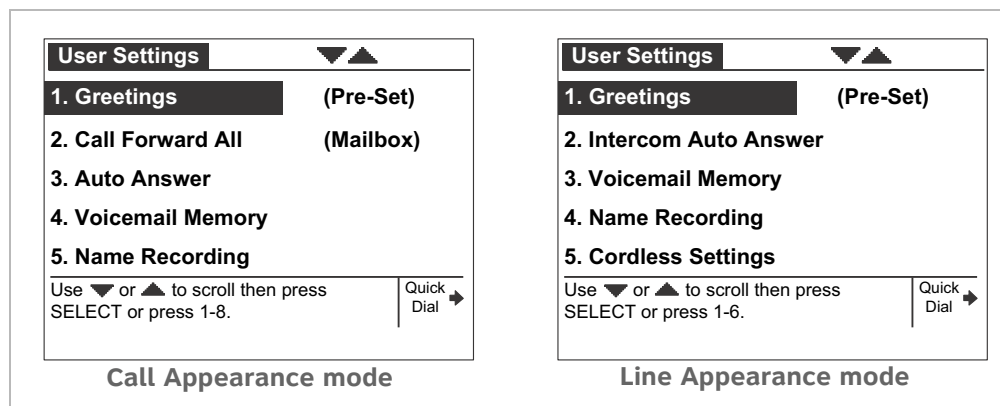 User Settings
1. Greetings (Pre-Set)
2. Call Forward All (Mailbox)
3. Auto Answer
4. Voicemail Memory
5. Name Recording
Use ▼ or ▲ to scroll then press
SELECT or press 1-8.
Quick
Dial
Call Appearance mode
User Settings
1. Greetings (Pre-Set)
2. Intercom Auto Answer
3. Voicemail Memory
4. Name Recording
5. Cordless Settings
Use ▼ or ▲ to scroll then press
SELECT or press 1-6.
Quick
Dial
Line Appearance mode